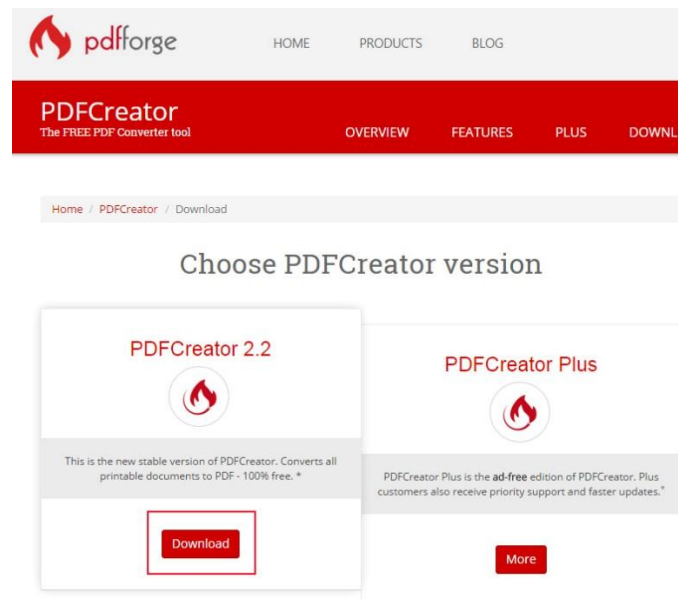 pdfforge
HOME PRODUCTS BLOG
PDFCreator
The FREE PDF Converter tool
OVERVIEW FEATURES PLUS DOWNL
Home / PDFCreator / Download
Choose PDFCreator version
PDFCreator 2.2
This is the new stable version of PDFCreator. Converts all
printable documents to PDF - 100% free. *
Download
PDFCreator Plus
PDFCreator Plus is the ad-free edition of PDFCreator. Plus
customers also receive priority support and faster updates.*
More